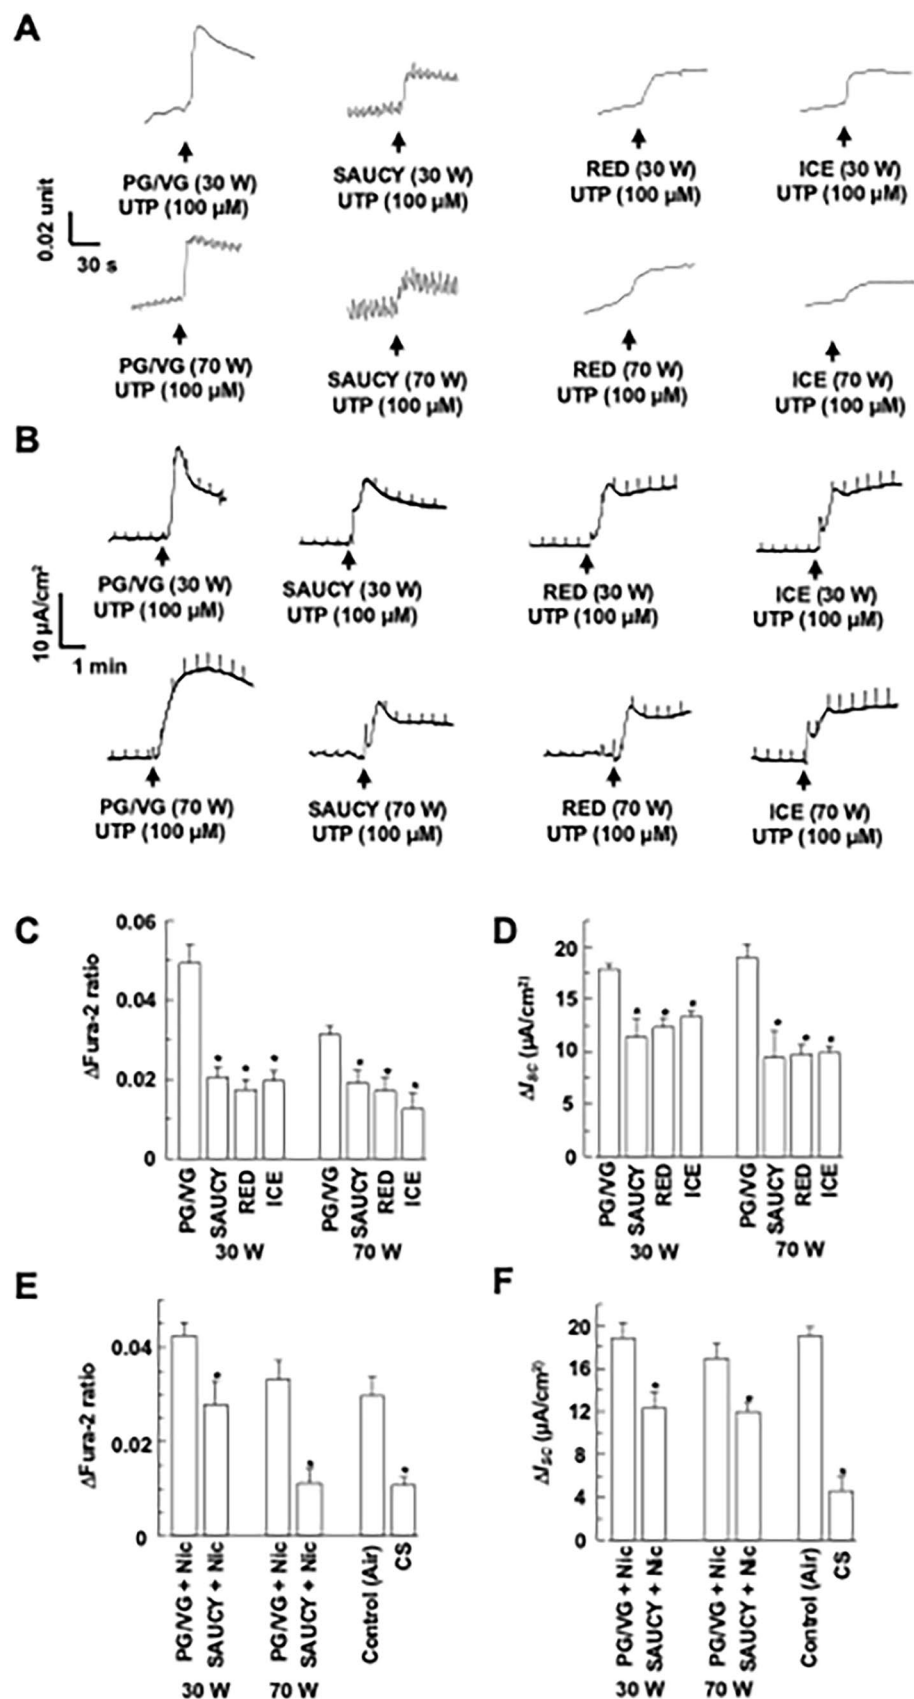 A
PG/VG (30 W)
UTP (100 µM)
SAUCY (30 W)
UTP (100 µM)
RED (30 W)
UTP (100 µM)
ICE (30 W)
UTP (100 µM)
0.02 unit
30 s
PG/VG (70 W)
UTP (100 µM)
SAUCY (70 W)
UTP (100 µM)
RED (70 W)
UTP (100 µM)
ICE (70 W)
UTP (100 µM)
B
PG/VG (30 W)
UTP (100 µM)
SAUCY (30 W)
UTP (100 µM)
RED (30 W)
UTP (100 µM)
ICE (30 W)
UTP (100 µM)
10 µA/cm²
1 min
PG/VG (70 W)
UTP (100 µM)
SAUCY (70 W)
UTP (100 µM)
RED (70 W)
UTP (100 µM)
ICE (70 W)
UTP (100 µM)
C
ΔFura-2 ratio
0.06
0.04
0.02
0
PG/VG
SAUCY
RED
ICE
PG/VG
SAUCY
RED
ICE
30 W
70 W
D
ΔISC (µA/cm²)
20
15
10
5
0
PG/VG
SAUCY
RED
ICE
PG/VG
SAUCY
RED
ICE
30 W
70 W
E
ΔFura-2 ratio
0.04
0.02
0
PG/VG + Nic
SAUCY + Nic
PG/VG + Nic
SAUCY + Nic
Control (Air)
CS
30 W
70 W
F
ΔISC (µA/cm²)
20
16
12
8
4
0
PG/VG + Nic
SAUCY + Nic
PG/VG + Nic
SAUCY + Nic
Control (Air)
CS
30 W
70 W